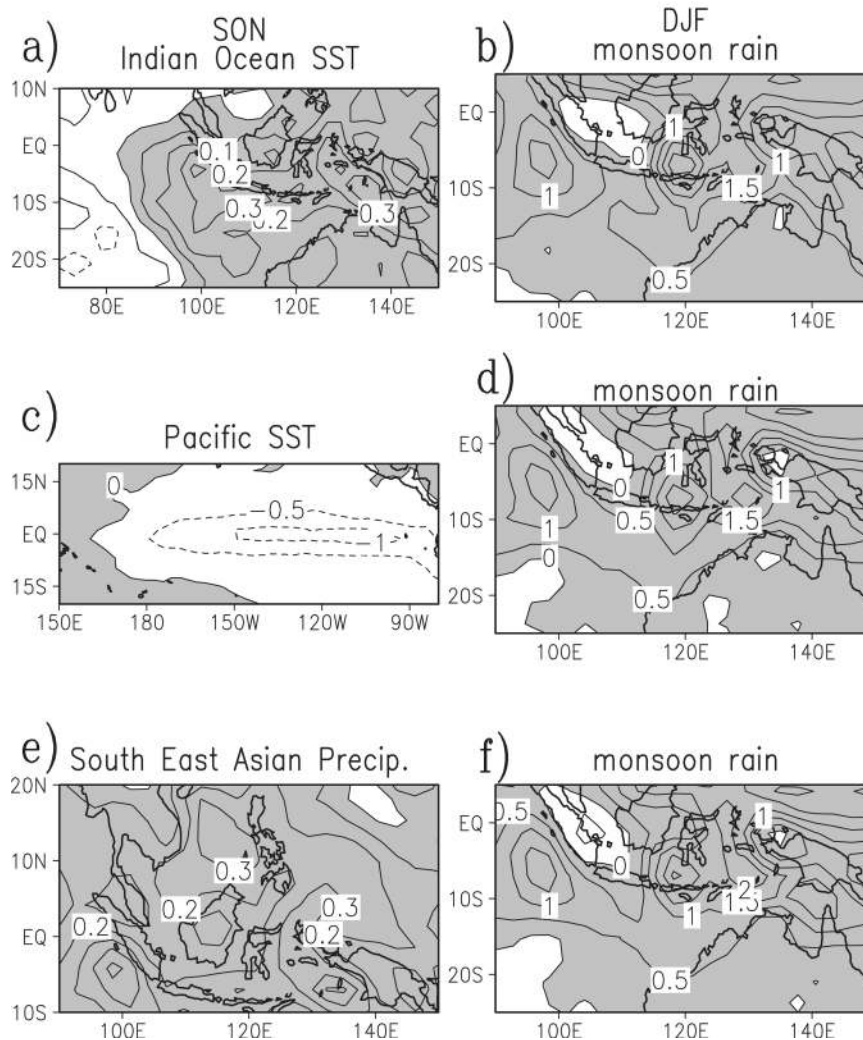 a)
SON
Indian Ocean SST
10N
EQ
10S
20S
0.1
0.2
0.3
0.2
0.3
80E 100E 120E 140E
b)
DJF
monsoon rain
EQ
10S
20S
1
0
1
1
1.5
0.5
100E 120E 140E
c)
Pacific SST
15N
EQ
15S
0
−0.5
−1
150E 180 150W 120W 90W
d)
monsoon rain
EQ
10S
20S
1
0
1
1
0.5
1.5
0
0.5
100E 120E 140E
e)
South East Asian Precip.
20N
10N
EQ
10S
0.3
0.2
0.3
0.2
0.2
100E 120E 140E
f)
monsoon rain
EQ
10S
20S
0.5
1
0
2
1.5
1
1
0.5
100E 120E 140E